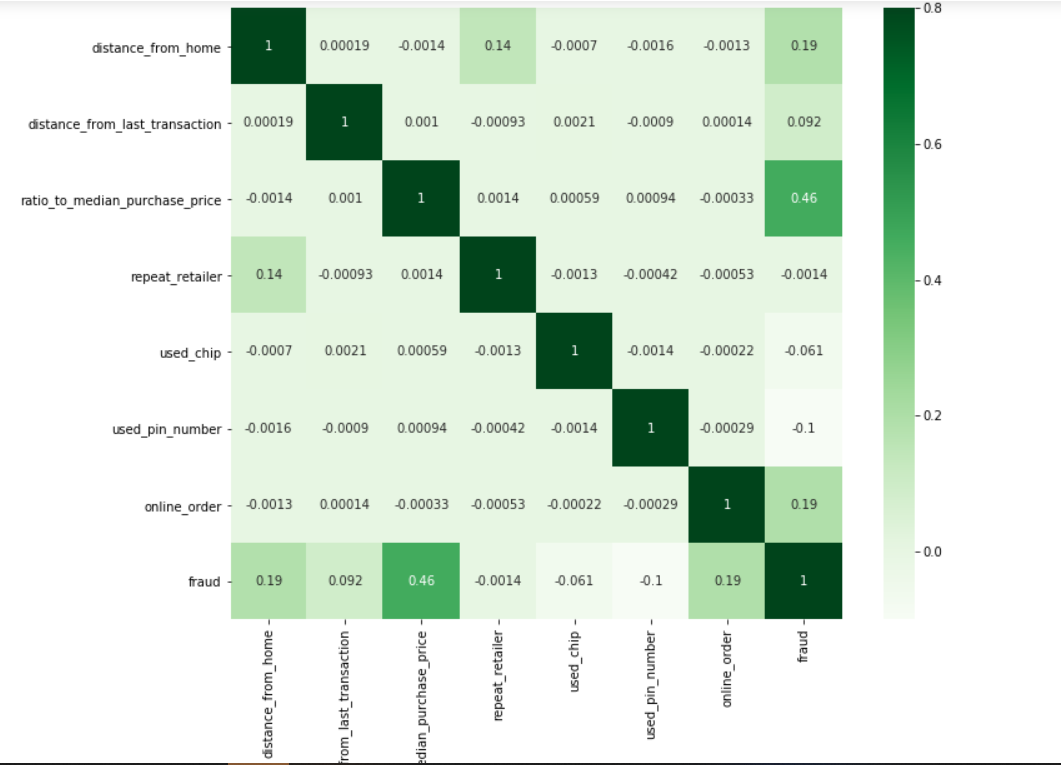 0.8
distance_from_home 1 0.00019 -0.0014 0.14 -0.0007 -0.0016 -0.0013 0.19
distance_from_last_transaction 0.00019 1 0.001 -0.00093 0.0021 -0.0009 0.00014 0.092
0.6
ratio_to_median_purchase_price -0.0014 0.001 1 0.0014 0.00059 0.00094 -0.00033 0.46
repeat_retailer 0.14 -0.00093 0.0014 1 -0.0013 -0.00042 -0.00053 -0.0014
0.4
used_chip -0.0007 0.0021 0.00059 -0.0013 1 -0.0014 -0.00022 -0.061
0.2
used_pin_number -0.0016 -0.0009 0.00094 -0.00042 -0.0014 1 -0.00029 -0.1
online_order -0.0013 0.00014 -0.00033 -0.00053 -0.00022 -0.00029 1 0.19
0.0
fraud 0.19 0.092 0.46 -0.0014 -0.061 -0.1 0.19 1
distance_from_home
from_last_transaction
edian_purchase_price
repeat_retailer
used_chip
used_pin_number
online_order
fraud